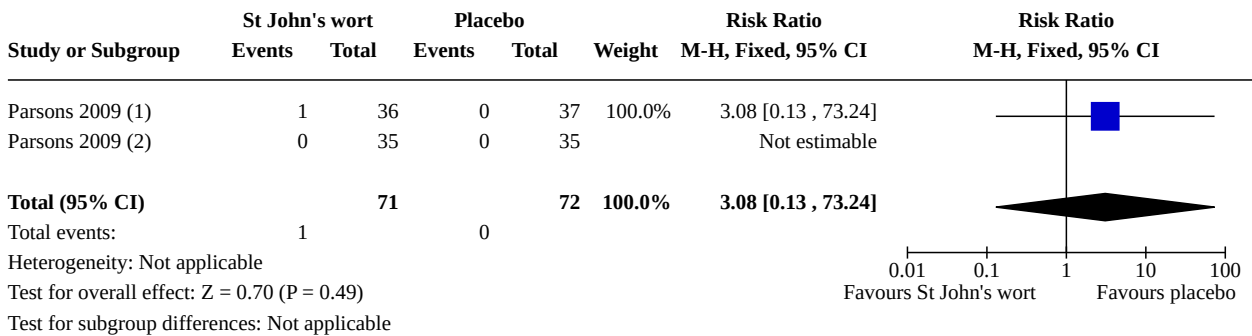 St John's wort Placebo Risk Ratio Risk Ratio
Study or Subgroup Events Total Events Total Weight M-H, Fixed, 95% CI M-H, Fixed, 95% CI
Parsons 2009 (1) 1 36 0 37 100.0% 3.08 [0.13 , 73.24]
Parsons 2009 (2) 0 35 0 35 Not estimable
Total (95% CI) 71 72 100.0% 3.08 [0.13 , 73.24]
Total events: 1 0
Heterogeneity: Not applicable
0.01 0.1 1 10 100
Test for overall effect: Z = 0.70 (P = 0.49) Favours St John's wort Favours placebo
Test for subgroup differences: Not applicable